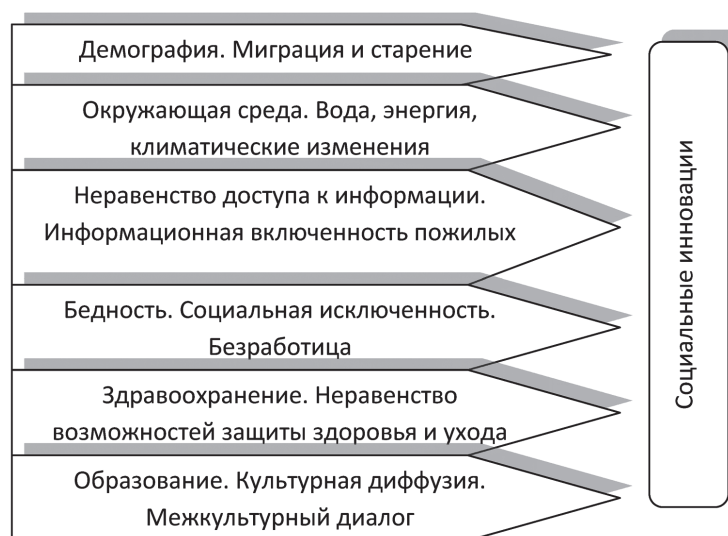 Демография. Миграция и старение
Окружающая среда. Вода, энергия,
климатические изменения
Неравенство доступа к информации.
Информационная включенность пожилых
Бедность. Социальная исключенность.
Безработица
Здравоохранение. Неравенство
возможностей защиты здоровья и ухода
Образование. Культурная диффузия.
Межкультурный диалог
Социальные инновации